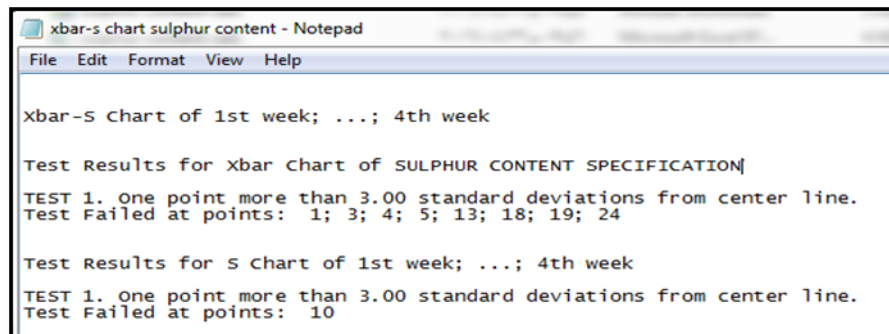 xbar-s chart sulphur content - Notepad
File Edit Format View Help
Xbar-S Chart of 1st week; ...; 4th week
Test Results for Xbar Chart of SULPHUR CONTENT SPECIFICATION
TEST 1. One point more than 3.00 standard deviations from center line.
Test Failed at points: 1; 3; 4; 5; 13; 18; 19; 24
Test Results for S Chart of 1st week; ...; 4th week
TEST 1. One point more than 3.00 standard deviations from center line.
Test Failed at points: 10